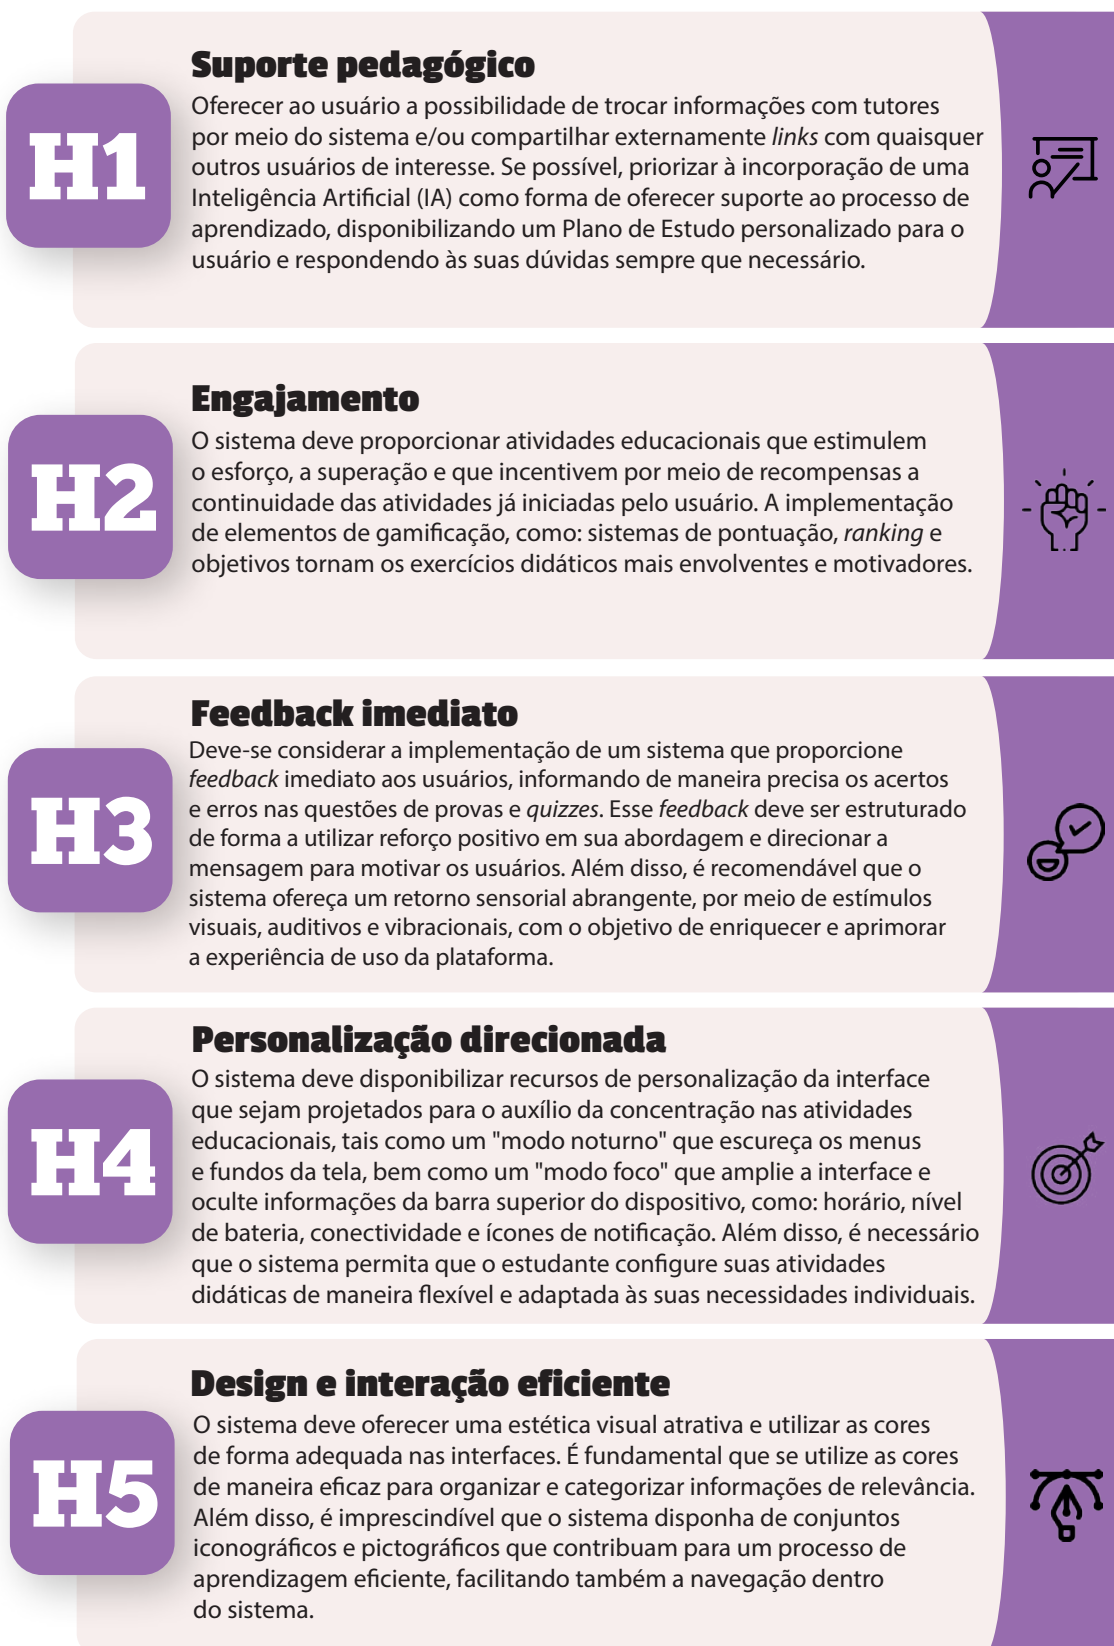 H1
Suporte pedagógico
Oferecer ao usuário a possibilidade de trocar informações com tutores
por meio do sistema e/ou compartilhar externamente links com quaisquer
outros usuários de interesse. Se possível, priorizar à incorporação de uma
Inteligência Artificial (IA) como forma de oferecer suporte ao processo de
aprendizado, disponibilizando um Plano de Estudo personalizado para o
usuário e respondendo às suas dúvidas sempre que necessário.
H2
Engajamento
O sistema deve proporcionar atividades educacionais que estimulem
o esforço, a superação e que incentivem por meio de recompensas a
continuidade das atividades já iniciadas pelo usuário. A implementação
de elementos de gamificação, como: sistemas de pontuação, ranking e
objetivos tornam os exercícios didáticos mais envolventes e motivadores.
H3
Feedback imediato
Deve-se considerar a implementação de um sistema que proporcione
feedback imediato aos usuários, informando de maneira precisa os acertos
e erros nas questões de provas e quizzes. Esse feedback deve ser estruturado
de forma a utilizar reforço positivo em sua abordagem e direcionar a
mensagem para motivar os usuários. Além disso, é recomendável que o
sistema ofereça um retorno sensorial abrangente, por meio de estímulos
visuais, auditivos e vibracionais, com o objetivo de enriquecer e aprimorar
a experiência de uso da plataforma.
H4
Personalização direcionada
O sistema deve disponibilizar recursos de personalização da interface
que sejam projetados para o auxílio da concentração nas atividades
educacionais, tais como um "modo noturno" que escureça os menus
e fundos da tela, bem como um "modo foco" que amplie a interface e
oculte informações da barra superior do dispositivo, como: horário, nível
de bateria, conectividade e ícones de notificação. Além disso, é necessário
que o sistema permita que o estudante configure suas atividades
didáticas de maneira flexível e adaptada às suas necessidades individuais.
H5
Design e interação eficiente
O sistema deve oferecer uma estética visual atrativa e utilizar as cores
de forma adequada nas interfaces. É fundamental que se utilize as cores
de maneira eficaz para organizar e categorizar informações de relevância.
Além disso, é imprescindível que o sistema disponha de conjuntos
iconográficos e pictográficos que contribuam para um processo de
aprendizagem eficiente, facilitando também a navegação dentro
do sistema.